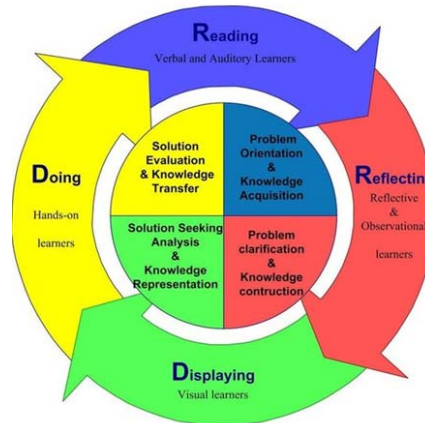 Reading
Verbal and Auditory Learners
Reflectin
Reflective
&
Observational
learners
Displaying
Visual learners
Doing
Hands-on
learners
Solution
Evaluation
& Knowledge
Transfer
Problem
Orientation
&
Knowledge
Acquisition
Solution Seeking
Analysis
&
Knowledge
Representation
Problem
clarification
&
Knowledge
contruction